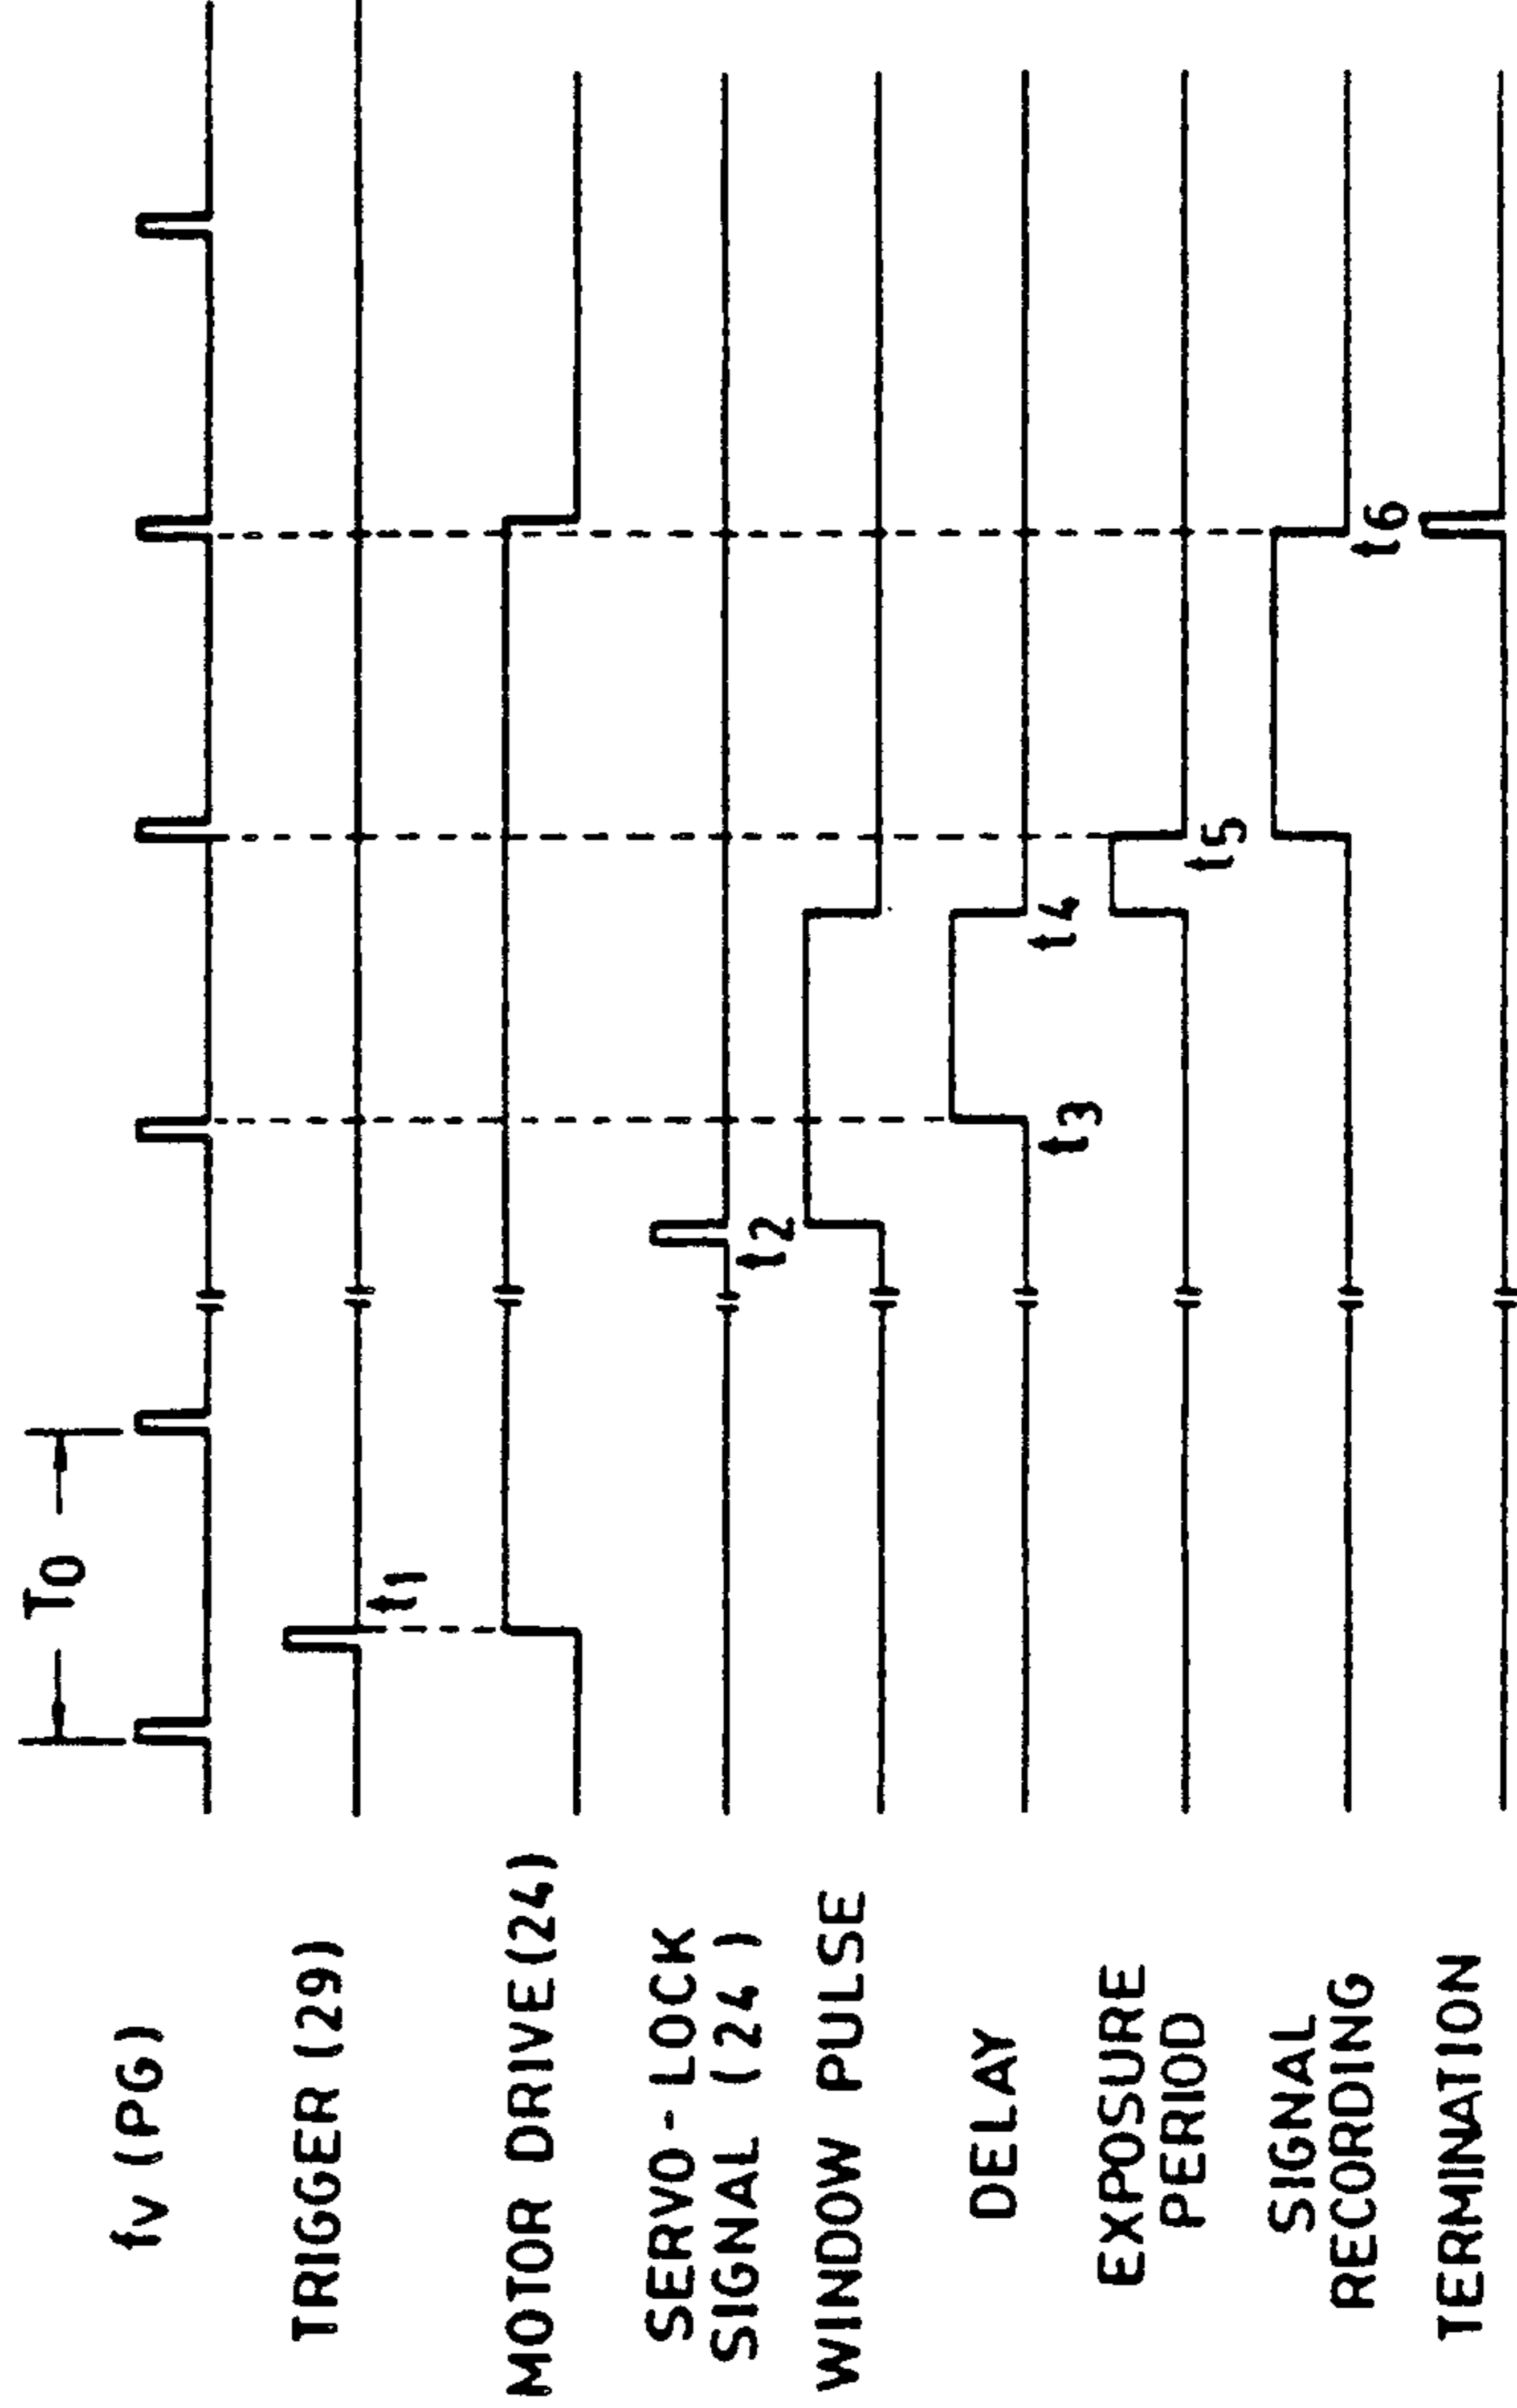 T0
tv (PG)
TRIGGER (29)
t1
MOTOR DRIVE (24)
SERVO-LOCK
SIGNAL (24)
t2
WINDOW PULSE
DELAY
t3
t4
EXPOSURE
PERIOD
t5
SIGNAL
RECORDING
t6
TERMINATION